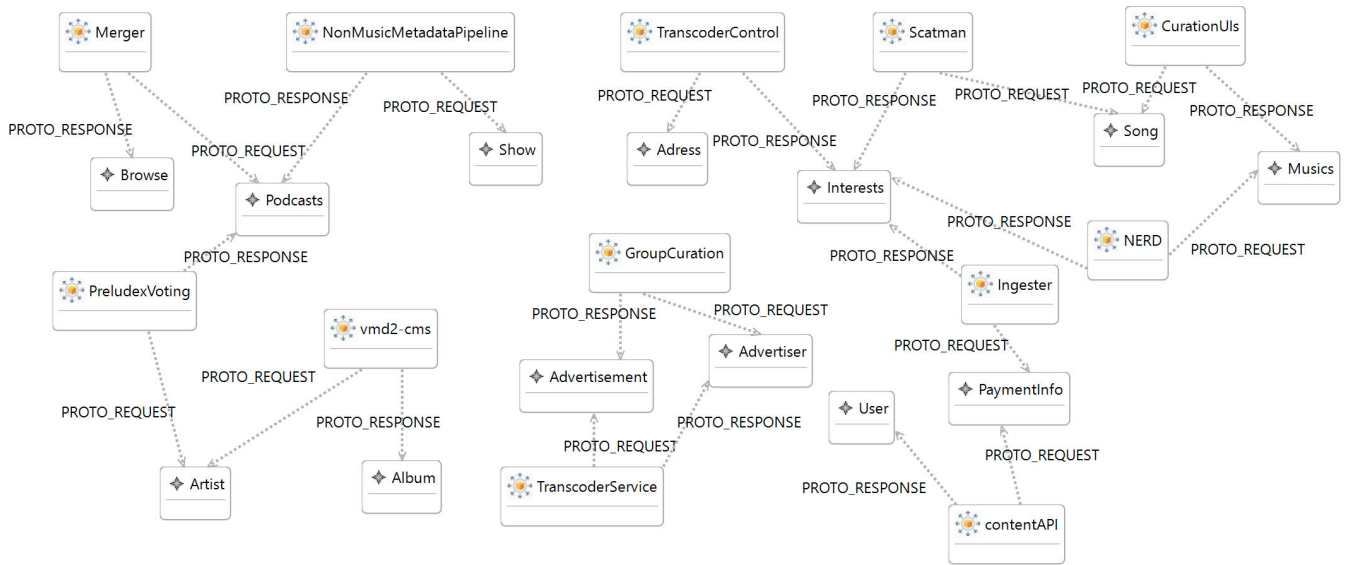 Merger
NonMusicMetadataPipeline
TranscoderControl
Scatman
CurationUIs
PROTO_RESPONSE
PROTO_REQUEST
PROTO_RESPONSE
PROTO_REQUEST
PROTO_REQUEST
PROTO_RESPONSE
PROTO_RESPONSE
PROTO_REQUEST
PROTO_REQUEST
PROTO_RESPONSE
Browse
Podcasts
Show
Adress
Interests
Song
Musics
PROTO_RESPONSE
PROTO_RESPONSE
PROTO_REQUEST
NERD
GroupCuration
PROTO_RESPONSE
Ingester
PreludexVoting
vmd2-cms
PROTO_RESPONSE
PROTO_REQUEST
PROTO_REQUEST
Advertisement
Advertiser
PaymentInfo
User
PROTO_REQUEST
PROTO_REQUEST
PROTO_RESPONSE
PROTO_REQUEST
PROTO_RESPONSE
PROTO_REQUEST
PROTO_RESPONSE
Artist
Album
TranscoderService
contentAPI